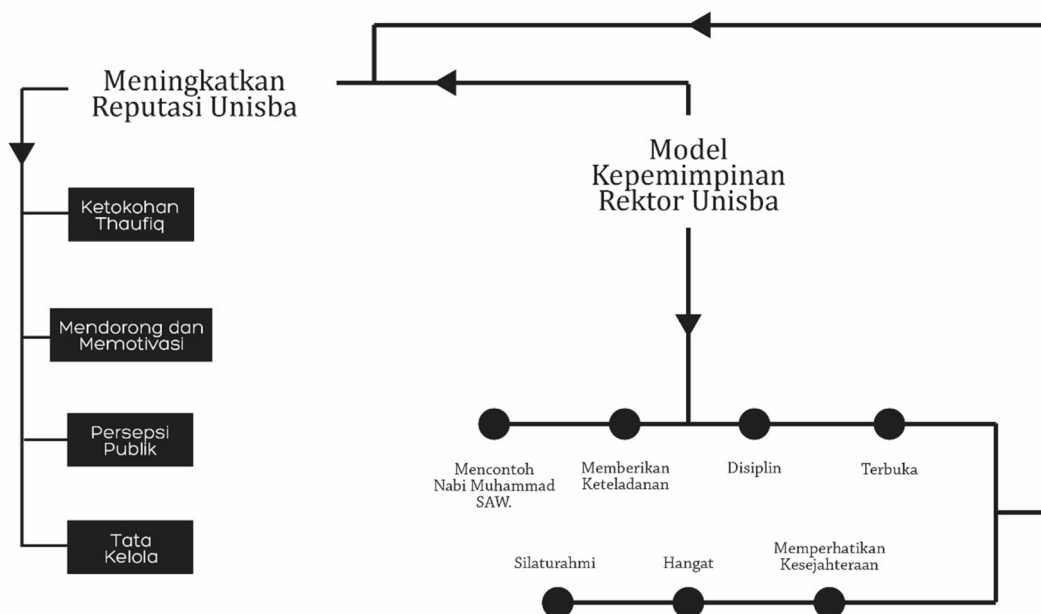 Meningkatkan
Reputasi Unisba
Ketokohan
Thaufiq
Mendorong dan
Memotivasi
Persepsi
Publik
Tata
Kelola
Model
Kepemimpinan
Rektor Unisba
Mencontoh
Nabi Muhammad
SAW.
Memberikan
Keteladanan
Disiplin
Terbuka
Silaturahmi
Hangat
Memperhatikan
Kesejahteraan